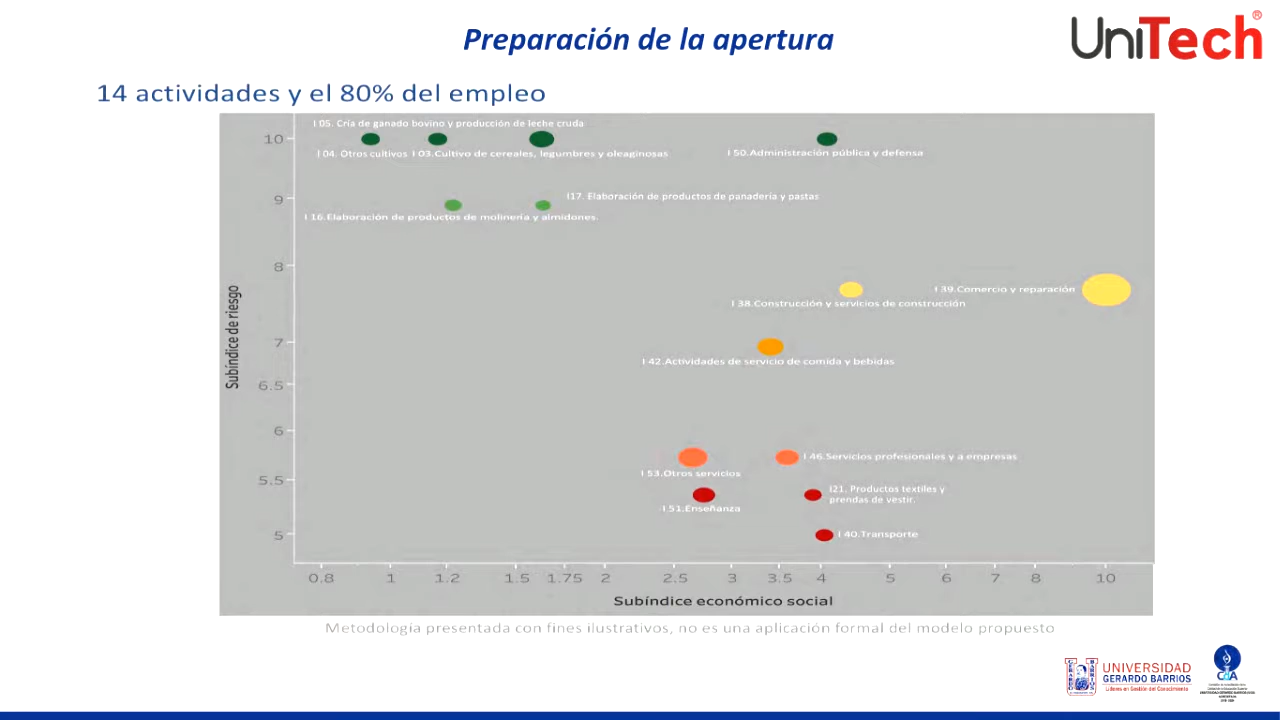 Preparación de la apertura
UniTech®
14 actividades y el 80% del empleo
I 05. Cría de ganado bovino y producción de leche cruda
10
I 04. Otros cultivos I 03.Cultivo de cereales, legumbres y oleaginosas
I 50.Administración pública y defensa
9
I17. Elaboración de productos de panadería y pastas
I 16.Elaboración de productos de molinería y almidones.
8
I 39.Comercio y reparación
I 38.Construcción y servicios de construcción
Subíndice de riesgo
7
I 42.Actividades de servicio de comida y bebidas
6.5
6
I 46.Servicios profesionales y a empresas
I 53.Otros servicios
5.5
I21. Productos textiles y
prendas de vestir.
I 51.Enseñanza
5
I 40.Transporte
0.8 1 1.2 1.5 1.75 2 2.5 3 3.5 4 5 6 7 8 10
Subíndice económico social
Metodología presentada con fines ilustrativos, no es una aplicación formal del modelo propuesto
UNIVERSIDAD
GERARDO BARRIOS
Líderes en Gestión del Conocimiento
CdA